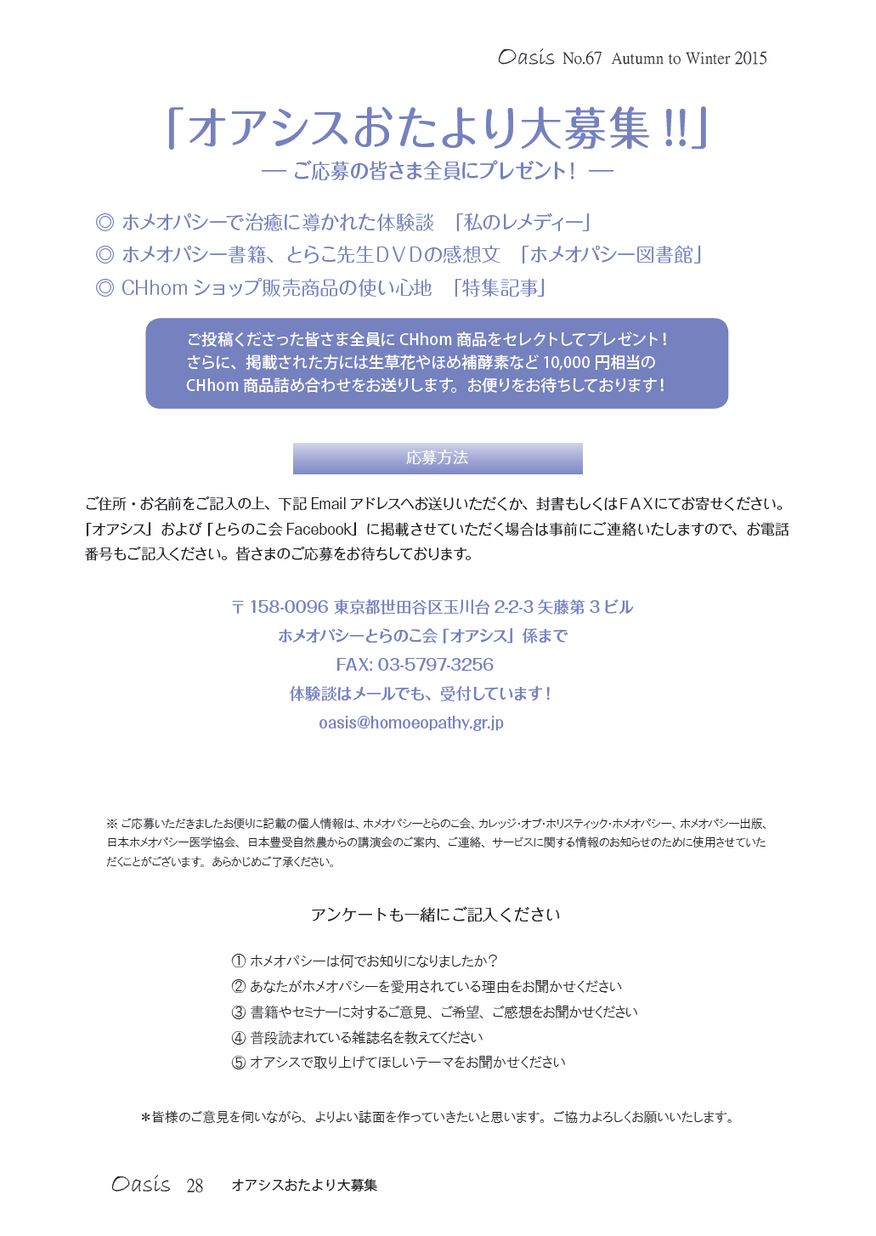 Oasis No.67 Autumn to Winter 2015
「オアシスおたより大募集 !!」
― ご応募の皆さま全員にプレゼント！ ―
◎ ホメオパシーで治癒に導かれた体験談 「私のレメディー」
◎ ホメオパシー書籍、とらこ先生ＤＶＤの感想文 「ホメオパシー図書館」
◎ CHhom ショップ販売商品の使い心地 「特集記事」
ご投稿くださった皆さま全員に CHhom 商品をセレクトしてプレゼント！
さらに、掲載された方には生草花やほめ補酵素など 10,000 円相当の
CHhom 商品詰め合わせをお送りします。お便りをお待ちしております！
応募方法
ご住所・お名前をご記入の上、下記 Email アドレスへお送りいただくか、封書もしくはＦＡＸにてお寄せください。
「オアシス」および「とらのこ会 Facebook」に掲載させていただく場合は事前にご連絡いたしますので、お電話
番号もご記入ください。皆さまのご応募をお待ちしております。
〒 158-0096 東京都世田谷区玉川台 2-2-3 矢藤第 3 ビル
ホメオパシーとらのこ会「オアシス」係まで
FAX: 03-5797-3256
体験談はメールでも、受付しています！
oasis@homoeopathy.gr.jp
※ ご応募いただきましたお便りに記載の個人情報は、ホメオパシーとらのこ会、カレッジ・オブ・ホリスティック・ホメオパシー、ホメオパシー出版、
日本ホメオパシー医学協会、日本豊受自然農からの講演会のご案内、ご連絡、サービスに関する情報のお知らせのために使用させていた
だくことがございます。あらかじめご了承ください。
アンケートも一緒にご記入ください
① ホメオパシーは何でお知りになりましたか？
② あなたがホメオパシーを愛用されている理由をお聞かせください
③ 書籍やセミナーに対するご意見、ご希望、ご感想をお聞かせください
④ 普段読まれている雑誌名を教えてください
⑤ オアシスで取り上げてほしいテーマをお聞かせください
＊皆様のご意見を伺いながら、よりよい誌面を作っていきたいと思います。ご協力よろしくお願いいたします。
Oasis 28 オアシスおたより大募集